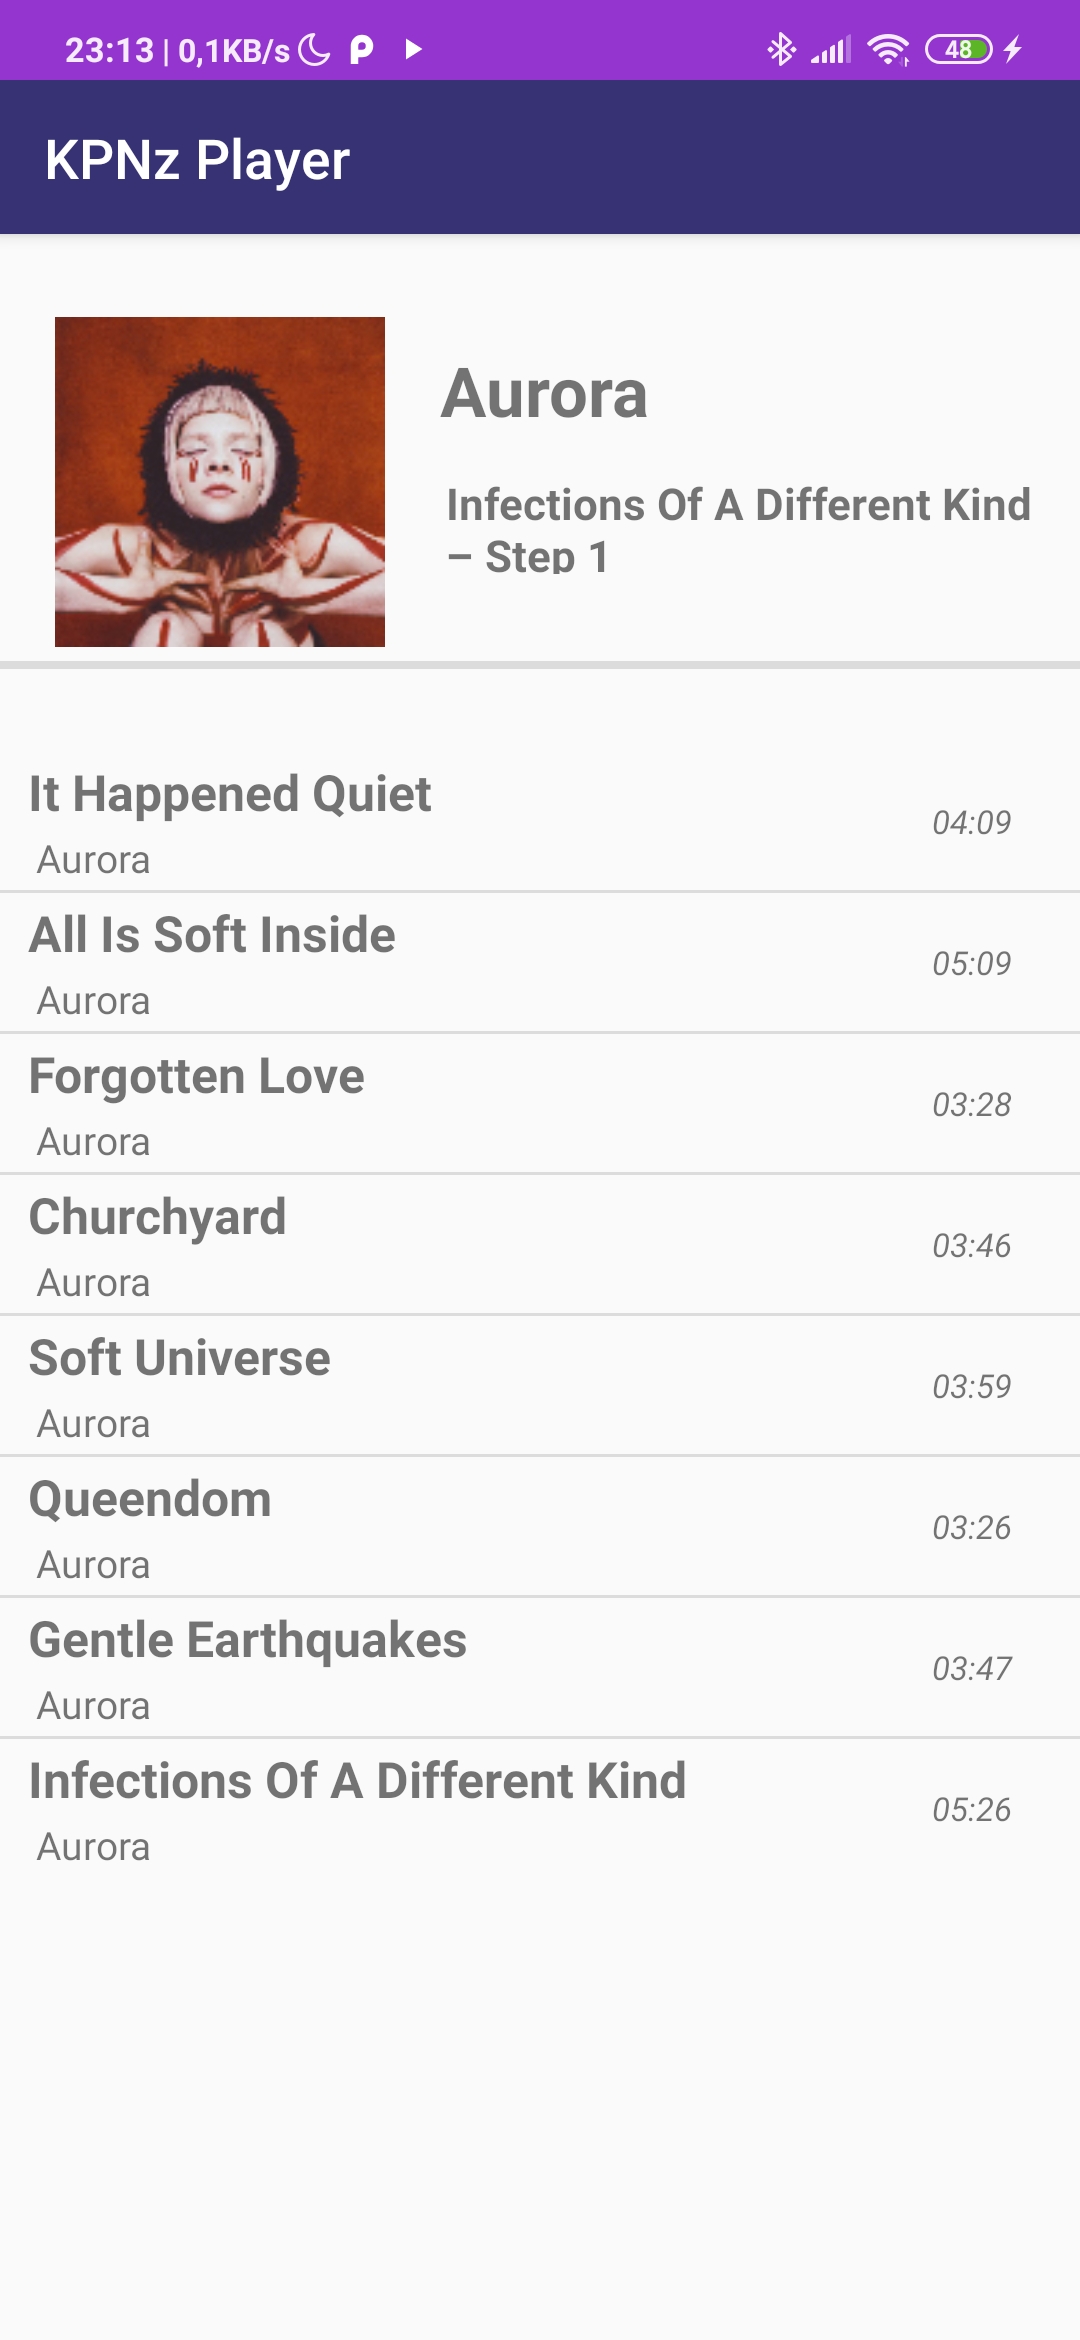 23:13 | 0,1KB/s
48
KPNz Player
Aurora
Infections Of A Different Kind
– Step 1
It Happened Quiet
04:09
Aurora
All Is Soft Inside
05:09
Aurora
Forgotten Love
03:28
Aurora
Churchyard
03:46
Aurora
Soft Universe
03:59
Aurora
Queendom
03:26
Aurora
Gentle Earthquakes
03:47
Aurora
Infections Of A Different Kind
05:26
Aurora